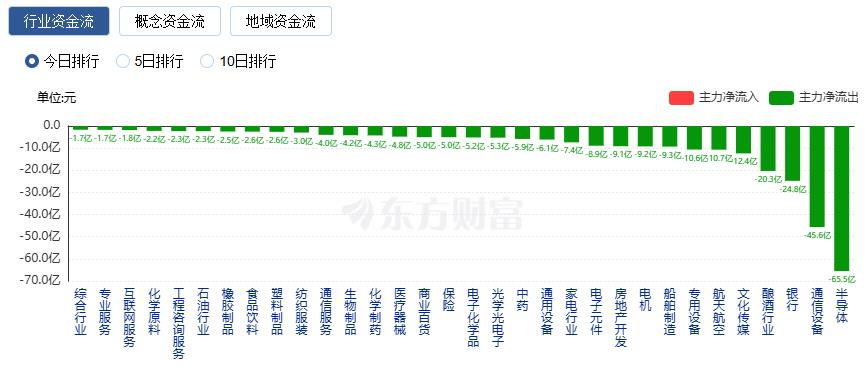 行业资金流 概念资金流 地域资金流
今日排行 5日排行 10日排行
单位:元 主力净流入 主力净流出
0.0
-10.0亿
-20.0亿
-30.0亿
-40.0亿
-50.0亿
-60.0亿
-70.0亿
-1.7亿 -1.7亿 -1.8亿 -2.2亿 -2.3亿 -2.3亿 -2.5亿 -2.6亿 -2.6亿 -3.0亿 -4.0亿 -4.2亿 -4.3亿 -4.8亿 -5.0亿 -5.0亿 -5.2亿 -5.3亿 -5.9亿 -6.1亿 -7.4亿 -8.9亿 -9.1亿 -9.2亿 -9.3亿 -10.6亿 -10.7亿 -12.4亿 -20.3亿 -24.8亿 -45.6亿 -65.5亿
东方财富
综合行业
专业服务
互联网服务
化学原料
工程咨询服务
石油行业
橡胶制品
食品饮料
塑料制品
纺织服装
通信服务
生物制品
化学制药
医疗器械
商业百货
保险
电子化学品
光学光电子
中药
通用设备
家电行业
电子元件
房地产开发
电机
船舶制造
专用设备
航天航空
文化传媒
酿酒行业
银行
通信设备
半导体